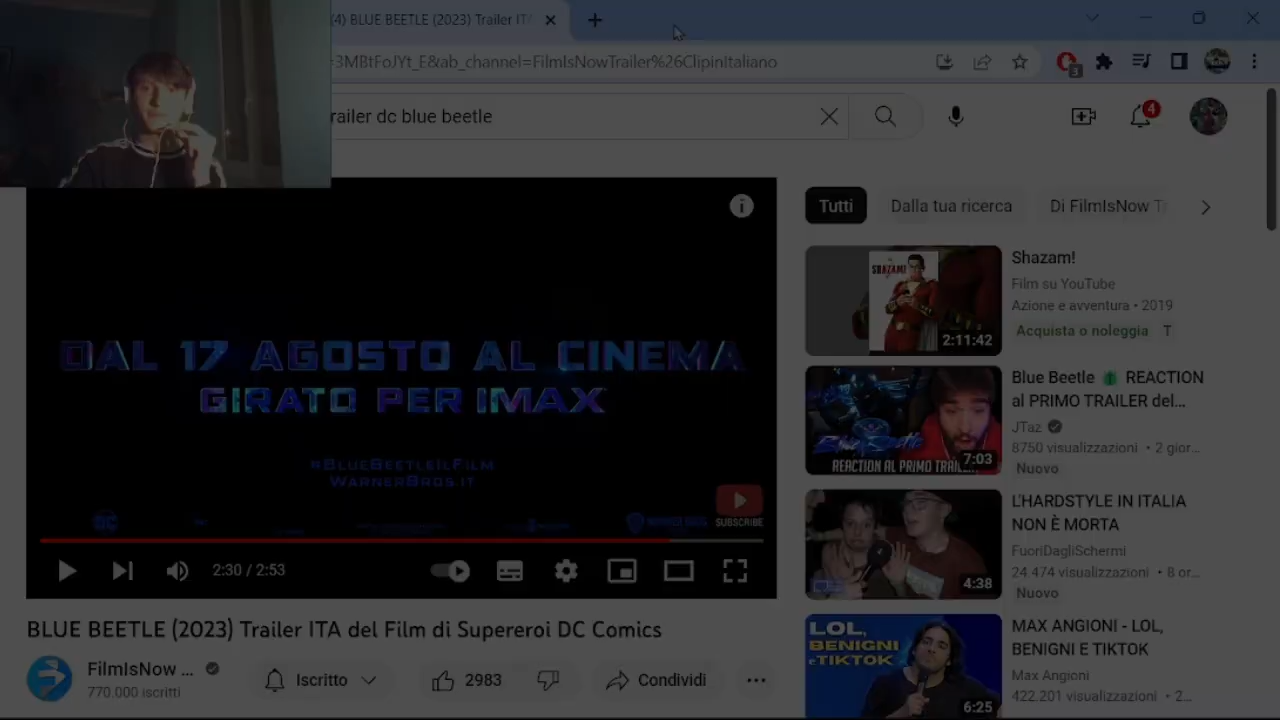 (4) BLUE BEETLE (2023) Trailer IT
=3MBtFoJYt_E&ab_channel=FilmIsNowTrailer%26ClipinItaliano
3
railer dc blue beetle
4
DAL 17 AGOSTO AL CINEMA
GIRATO PER IMAX
#BLUEBEETLEILFILM
WARNERBROS.IT
DC
SUBSCRIBE
2:30 / 2:53
BLUE BEETLE (2023) Trailer ITA del Film di Supereroi DC Comics
FilmIsNow ...
770.000 iscritti
Iscritto
2983
Condividi
Tutti
Dalla tua ricerca
Di FilmIsNow T
SHAZAM!
2:11:42
Shazam!
Film su YouTube
Azione e avventura • 2019
Acquista o noleggia T
Blue Beetle
REACTION AL PRIMO TRAILER
7:03
Blue Beetle REACTION
al PRIMO TRAILER del...
JTaz
8750 visualizzazioni • 2 gior...
Nuovo
4:38
L'HARDSTYLE IN ITALIA
NON È MORTA
FuoriDagliSchermi
24.474 visualizzazioni • 8 or...
Nuovo
LOL,
BENIGNI
e TIKTOK
6:25
MAX ANGIONI - LOL,
BENIGNI E TIKTOK
Max Angioni
422.201 visualizzazioni • 2...